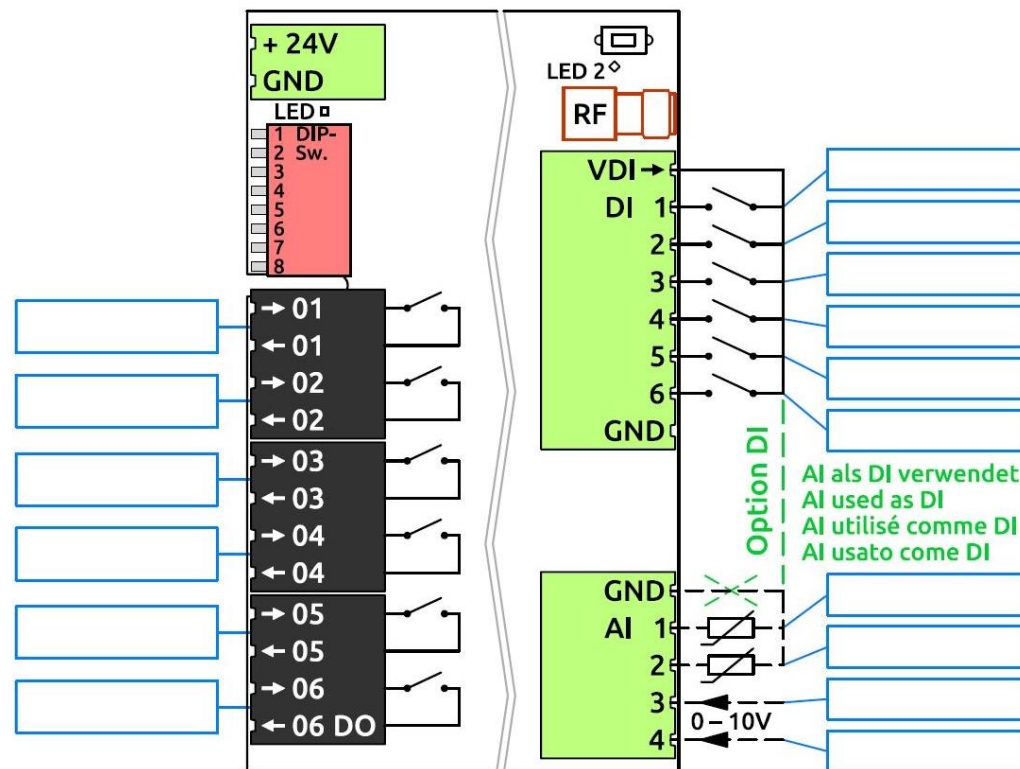 + 24V
GND
LED
1 DIP-
2 Sw.
3
4
5
6
7
8
→ 01
← 01
→ 02
← 02
→ 03
← 03
→ 04
← 04
→ 05
← 05
→ 06
← 06 DO
LED 2
RF
VDI →
DI 1
2
3
4
5
6
GND
Option DI
AI als DI verwendet
AI used as DI
AI utilisé comme DI
AI usato come DI
GND
AI 1
2
3
0 – 10V
4